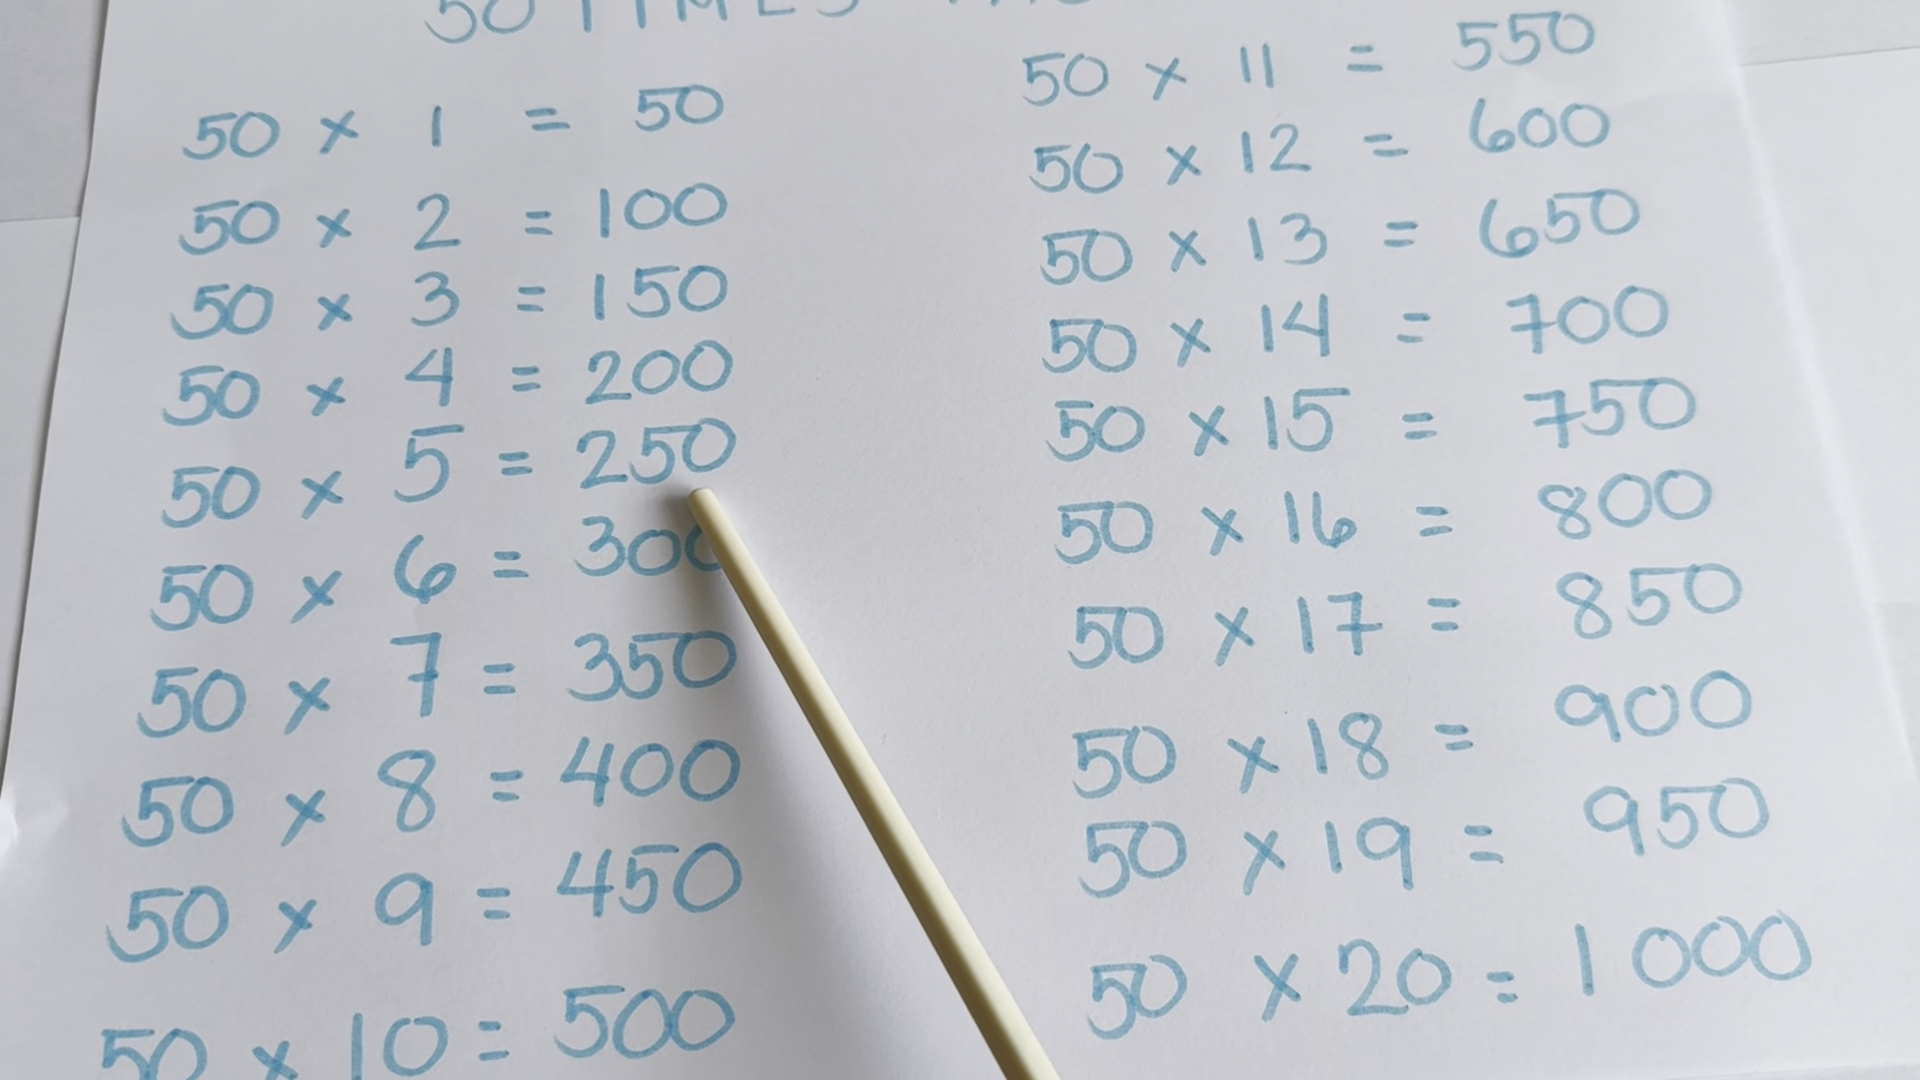 50 TIMES
50 x 1 = 50
50 x 2 = 100
50 x 3 = 150
50 x 4 = 200
50 x 5 = 250
50 x 6 = 300
50 x 7 = 350
50 x 8 = 400
50 x 9 = 450
50 x 10 = 500
50 x 11 = 550
50 x 12 = 600
50 x 13 = 650
50 x 14 = 700
50 x 15 = 750
50 x 16 = 800
50 x 17 = 850
50 x 18 = 900
50 x 19 = 950
50 x 20 = 1000